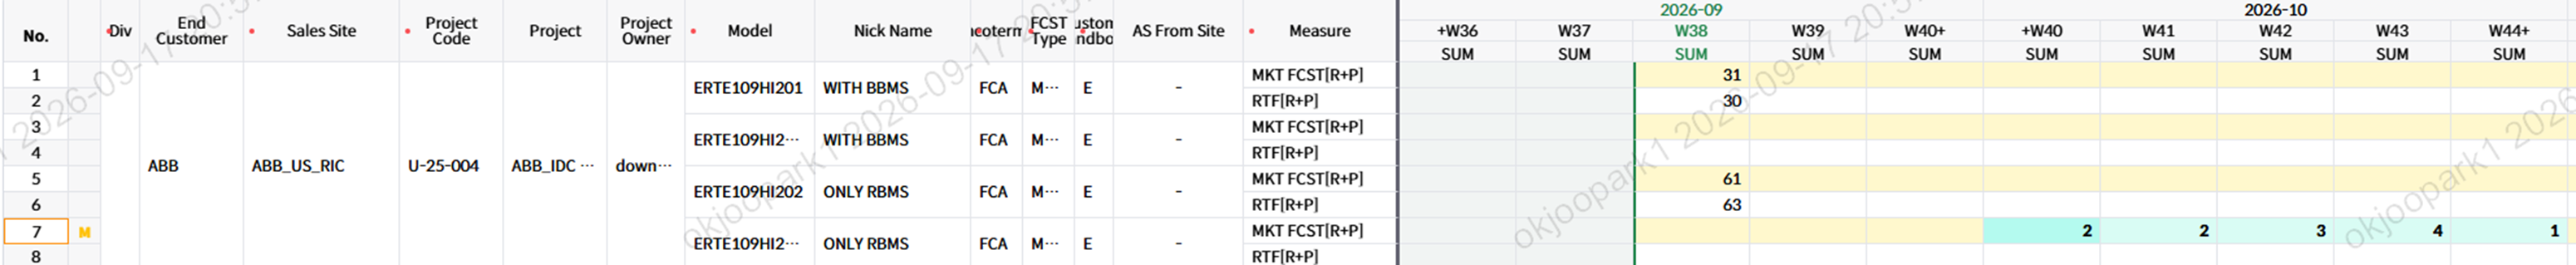 No. Div End Customer Sales Site Project Code Project Project Owner Model Nick Name FCST Type AS From Site Measure 2026-09 2026-10
+W36 W37 W38 W39 W40+ +W40 W41 W42 W43 W44+
SUM SUM SUM SUM SUM SUM SUM SUM SUM SUM
1 ERTE109HI201 WITH BBMS FCA M··· E - MKT FCST[R+P] 31
2 RTF[R+P] 30
3 ERTE109HI2··· WITH BBMS FCA M··· E - MKT FCST[R+P]
4 RTF[R+P]
ABB ABB_US_RIC U-25-004 ABB_IDC ··· down···
5 ERTE109HI202 ONLY RBMS FCA M··· E - MKT FCST[R+P] 61
6 RTF[R+P] 63
7 M ERTE109HI2··· ONLY RBMS FCA M··· E - MKT FCST[R+P] 2 2 3 4 1
8 RTF[R+P]
okjoopark1 2026-09-17 20:5